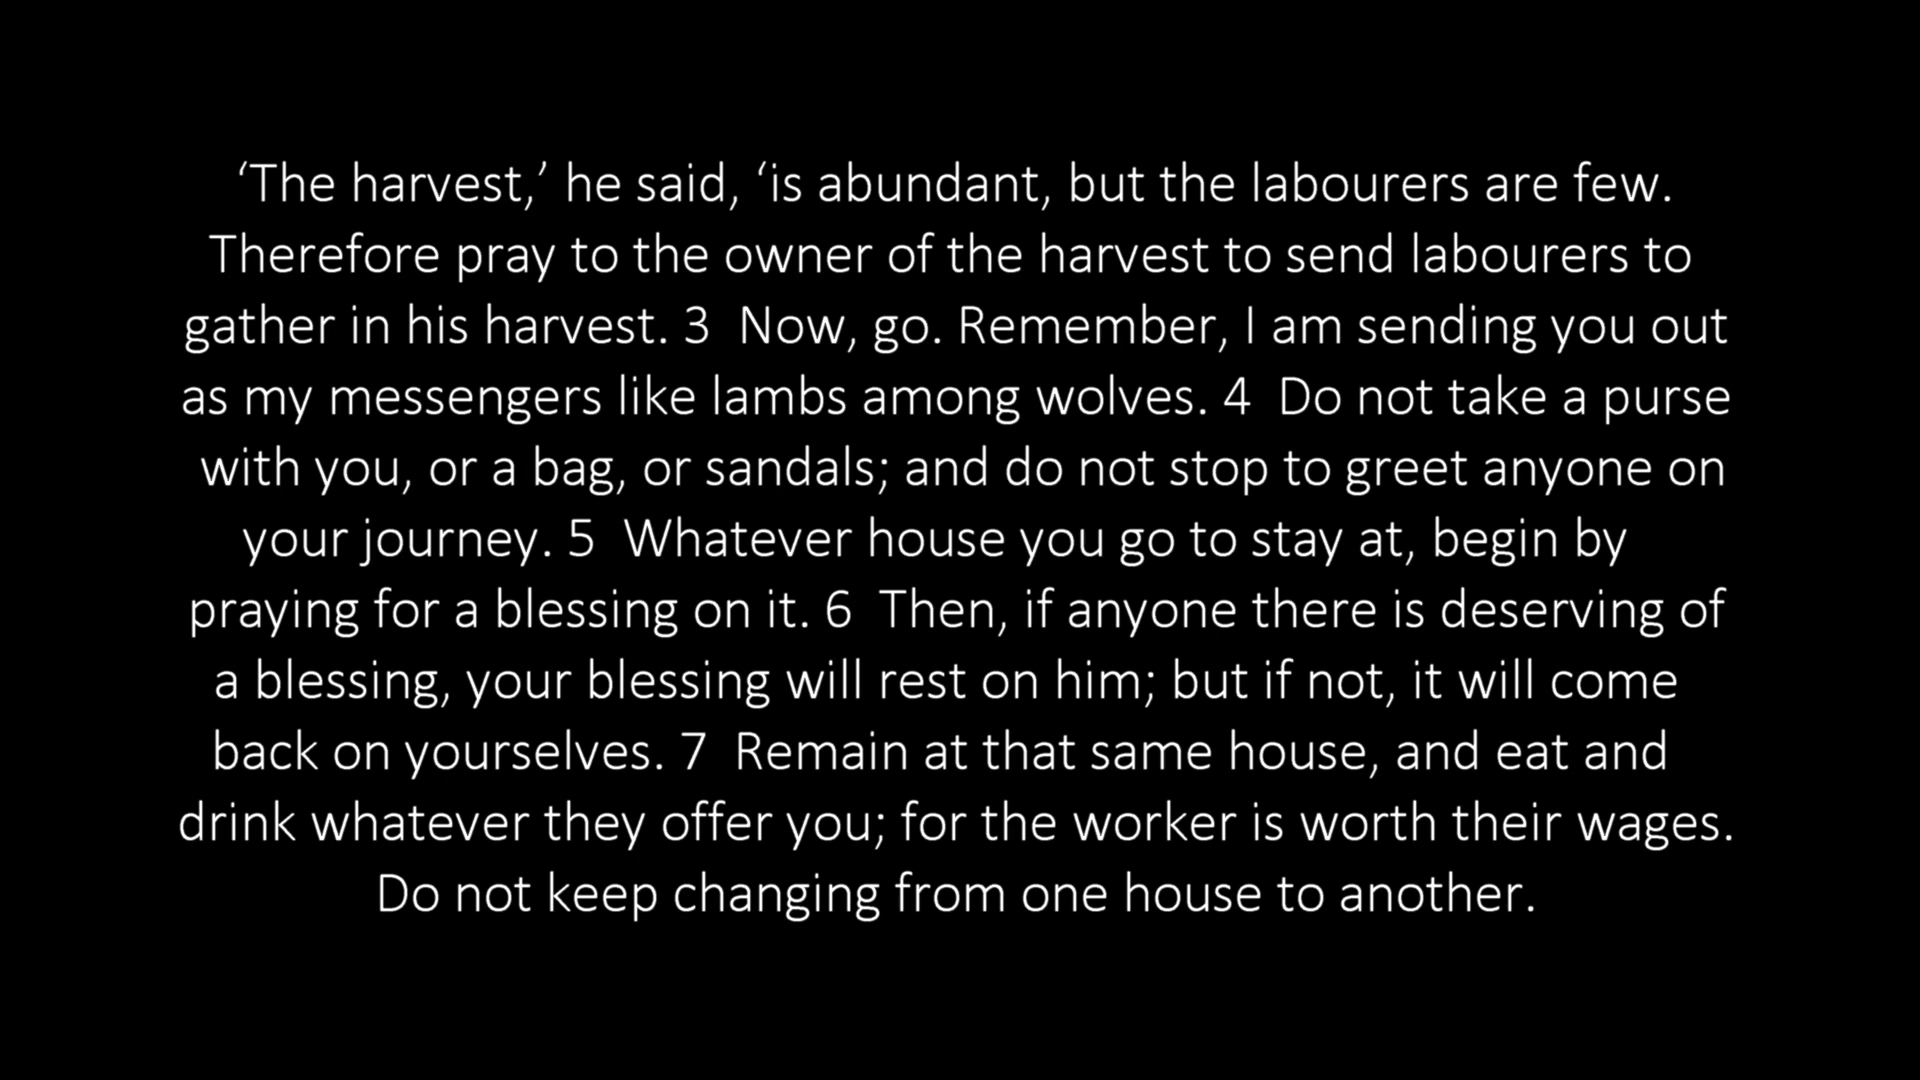 ‘The harvest,’ he said, ‘is abundant, but the labourers are few.
Therefore pray to the owner of the harvest to send labourers to
gather in his harvest. 3  Now, go. Remember, I am sending you out
as my messengers like lambs among wolves. 4  Do not take a purse
with you, or a bag, or sandals; and do not stop to greet anyone on
your journey. 5  Whatever house you go to stay at, begin by
praying for a blessing on it. 6  Then, if anyone there is deserving of
a blessing, your blessing will rest on him; but if not, it will come
back on yourselves. 7  Remain at that same house, and eat and
drink whatever they offer you; for the worker is worth their wages.
Do not keep changing from one house to another.